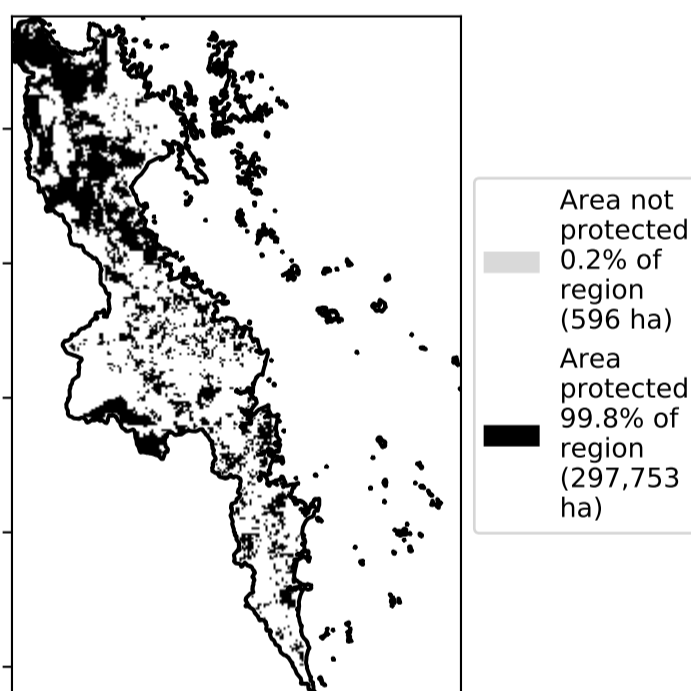 Area not
protected
0.2% of
region
(596 ha)
Area
protected
99.8% of
region
(297,753
ha)